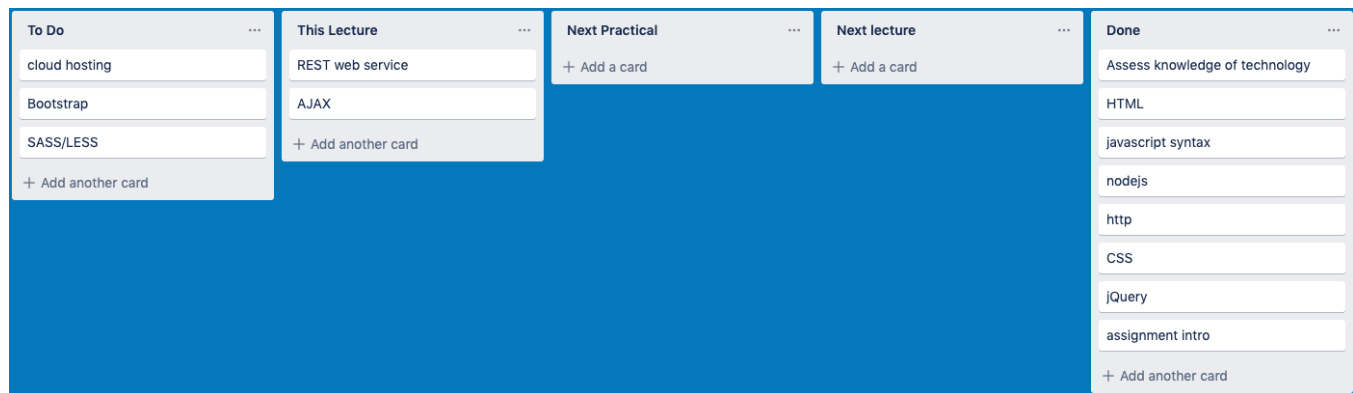 To Do
cloud hosting
Bootstrap
SASS/LESS
+ Add another card
This Lecture
REST web service
AJAX
+ Add another card
Next Practical
+ Add a card
Next lecture
+ Add a card
Done
Assess knowledge of technology
HTML
javascript syntax
nodejs
http
CSS
jQuery
assignment intro
+ Add another card